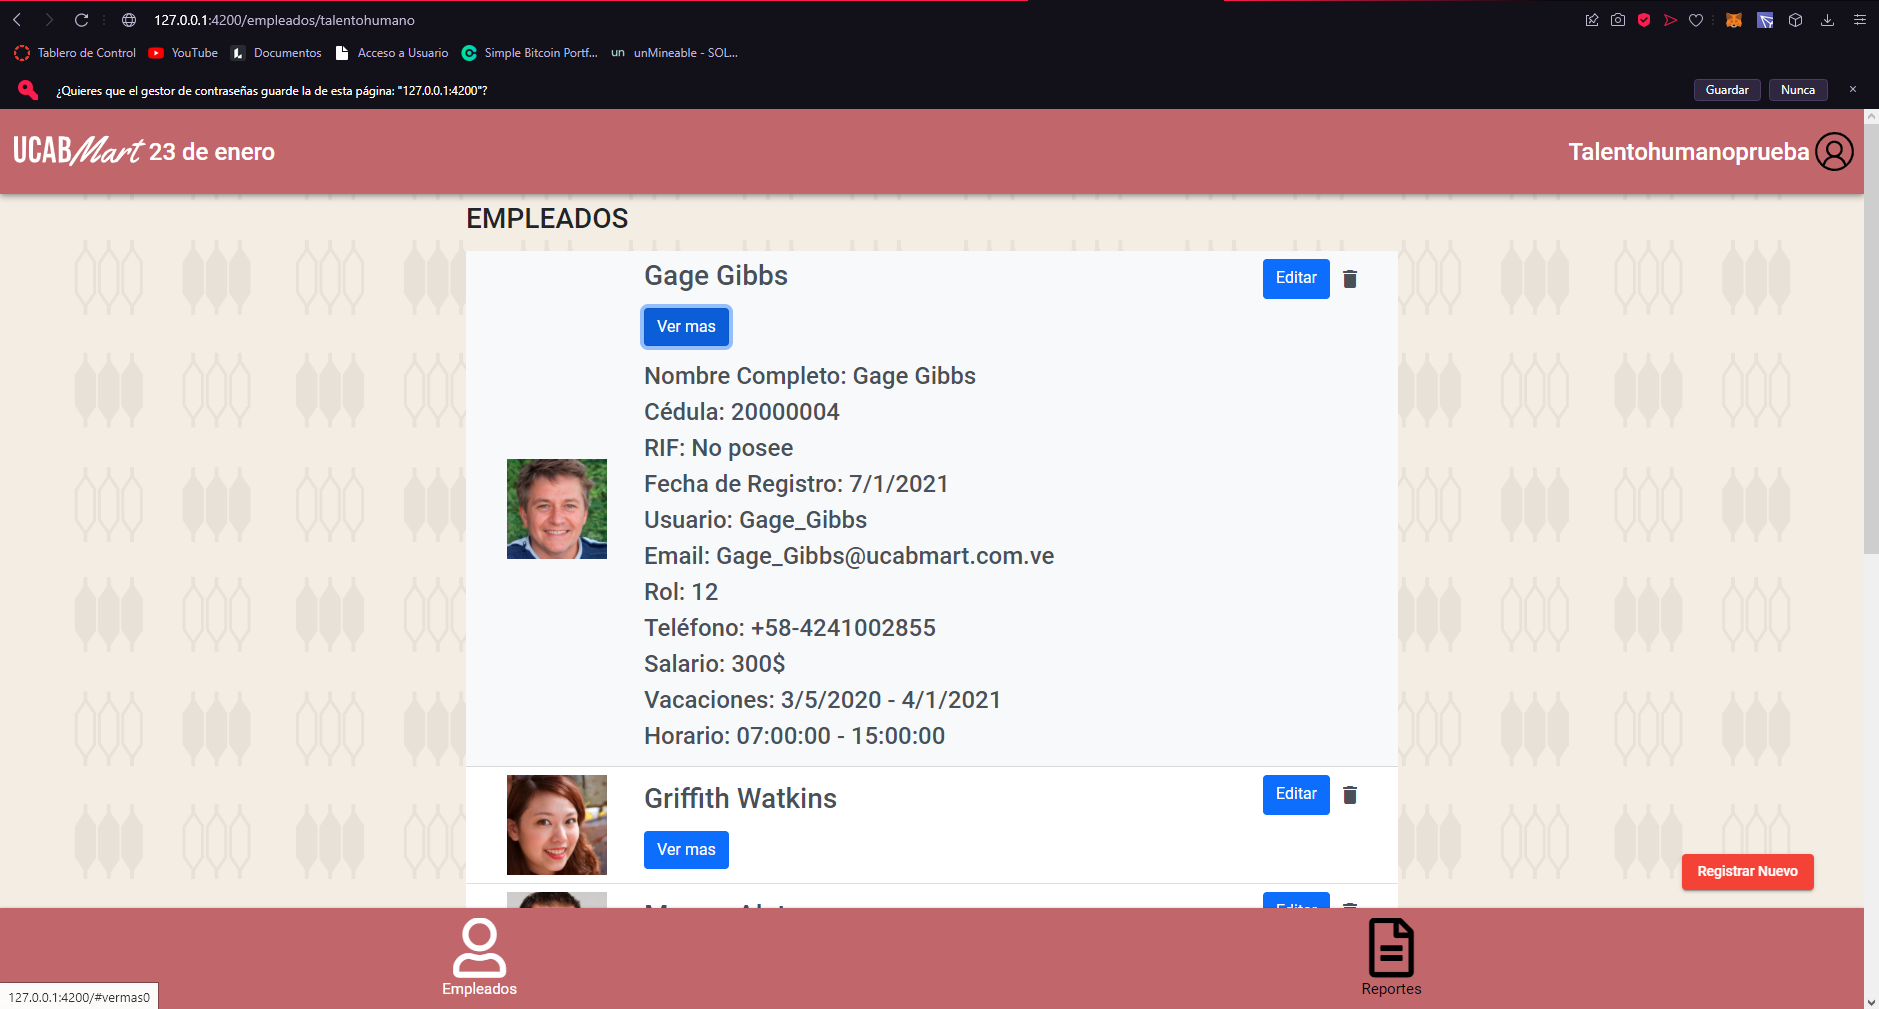 127.0.0.1:4200/empleados/talentohumano
Tablero de Control YouTube Documentos Acceso a Usuario Simple Bitcoin Portf... un unMineable - SOL...
¿Quieres que el gestor de contraseñas guarde la de esta página: "127.0.0.1:4200"? Guardar Nunca
UCABMart 23 de enero Talentohumanoprueba
EMPLEADOS
Gage Gibbs Editar
Ver mas
Nombre Completo: Gage Gibbs
Cédula: 20000004
RIF: No posee
Fecha de Registro: 7/1/2021
Usuario: Gage_Gibbs
Email: Gage_Gibbs@ucabmart.com.ve
Rol: 12
Teléfono: +58-4241002855
Salario: 300$
Vacaciones: 3/5/2020 - 4/1/2021
Horario: 07:00:00 - 15:00:00
Griffith Watkins Editar
Ver mas
Registrar Nuevo
Editar
Empleados Reportes
127.0.0.1:4200/#vermas0